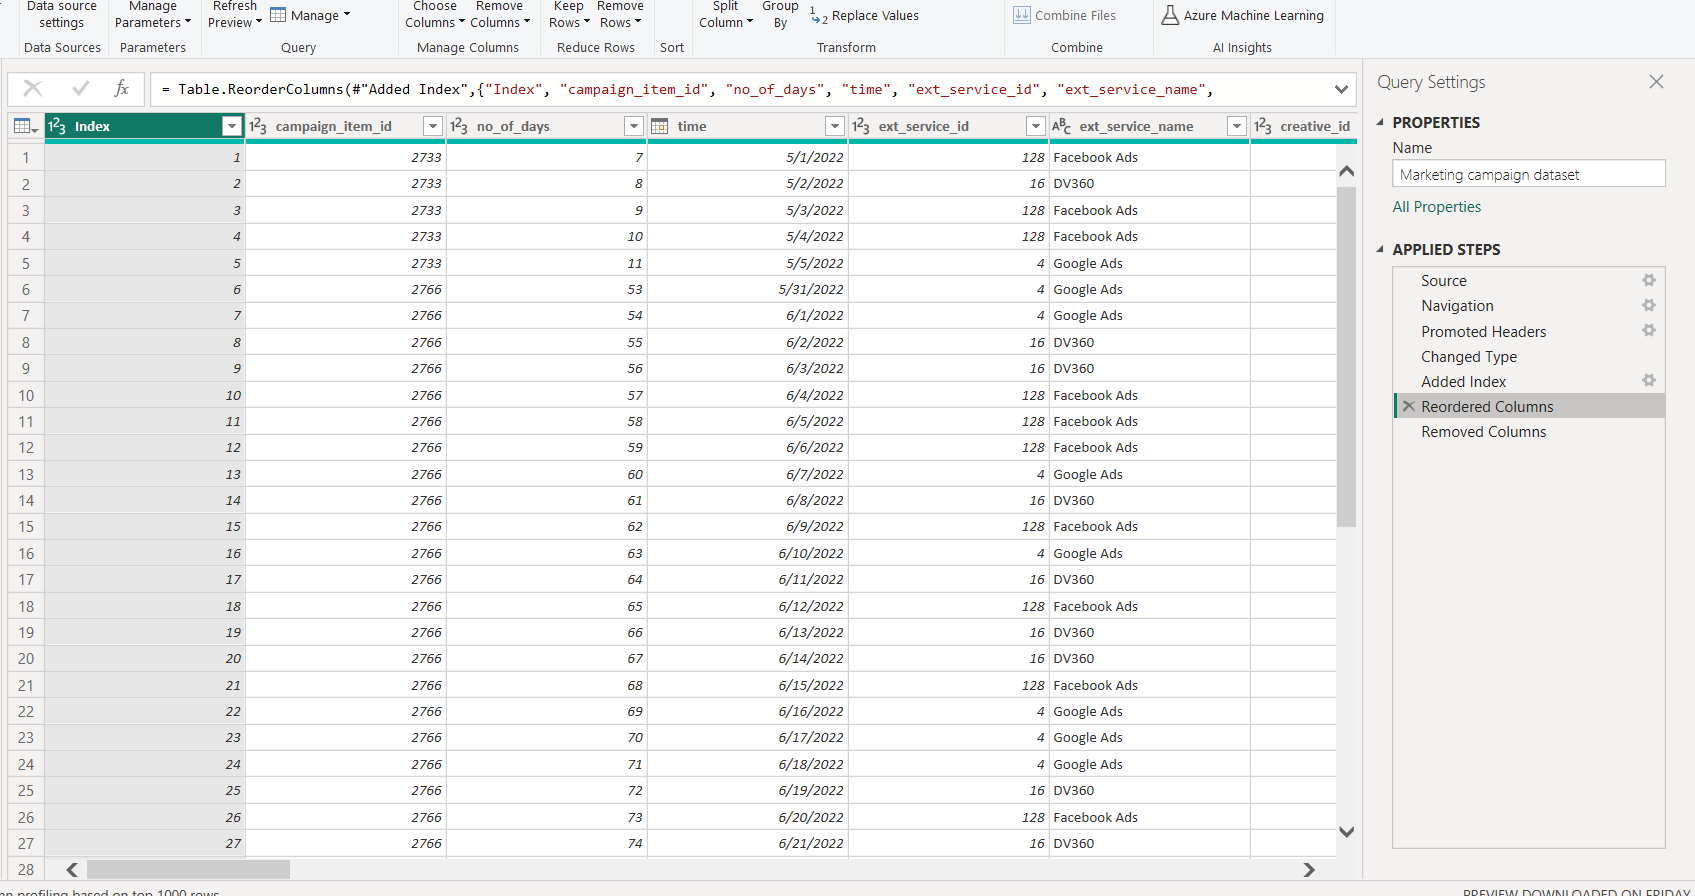 Data source settings
Manage Parameters
Refresh Preview
Manage
Choose Columns
Remove Columns
Keep Rows
Remove Rows
Split Column
Group By
1 2 Replace Values
Combine Files
Azure Machine Learning
Data Sources
Parameters
Query
Manage Columns
Reduce Rows
Sort
Transform
Combine
AI Insights
fx
= Table.ReorderColumns(#"Added Index",{"Index", "campaign_item_id", "no_of_days", "time", "ext_service_id", "ext_service_name",
123 Index 123 campaign_item_id 123 no_of_days time 123 ext_service_id ABC ext_service_name 123 creative_id
1 1 2733 7 5/1/2022 128 Facebook Ads
2 2 2733 8 5/2/2022 16 DV360
3 3 2733 9 5/3/2022 128 Facebook Ads
4 4 2733 10 5/4/2022 128 Facebook Ads
5 5 2733 11 5/5/2022 4 Google Ads
6 6 2766 53 5/31/2022 4 Google Ads
7 7 2766 54 6/1/2022 4 Google Ads
8 8 2766 55 6/2/2022 16 DV360
9 9 2766 56 6/3/2022 16 DV360
10 10 2766 57 6/4/2022 128 Facebook Ads
11 11 2766 58 6/5/2022 128 Facebook Ads
12 12 2766 59 6/6/2022 128 Facebook Ads
13 13 2766 60 6/7/2022 4 Google Ads
14 14 2766 61 6/8/2022 16 DV360
15 15 2766 62 6/9/2022 128 Facebook Ads
16 16 2766 63 6/10/2022 4 Google Ads
17 17 2766 64 6/11/2022 16 DV360
18 18 2766 65 6/12/2022 128 Facebook Ads
19 19 2766 66 6/13/2022 16 DV360
20 20 2766 67 6/14/2022 16 DV360
21 21 2766 68 6/15/2022 128 Facebook Ads
22 22 2766 69 6/16/2022 4 Google Ads
23 23 2766 70 6/17/2022 4 Google Ads
24 24 2766 71 6/18/2022 4 Google Ads
25 25 2766 72 6/19/2022 16 DV360
26 26 2766 73 6/20/2022 128 Facebook Ads
27 27 2766 74 6/21/2022 16 DV360
28
Query Settings
PROPERTIES
Name
Marketing campaign dataset
All Properties
APPLIED STEPS
Source
Navigation
Promoted Headers
Changed Type
Added Index
Reordered Columns
Removed Columns
profiling based on top 1000 rows
PREVIEW DOWNLOADED ON FRIDAY